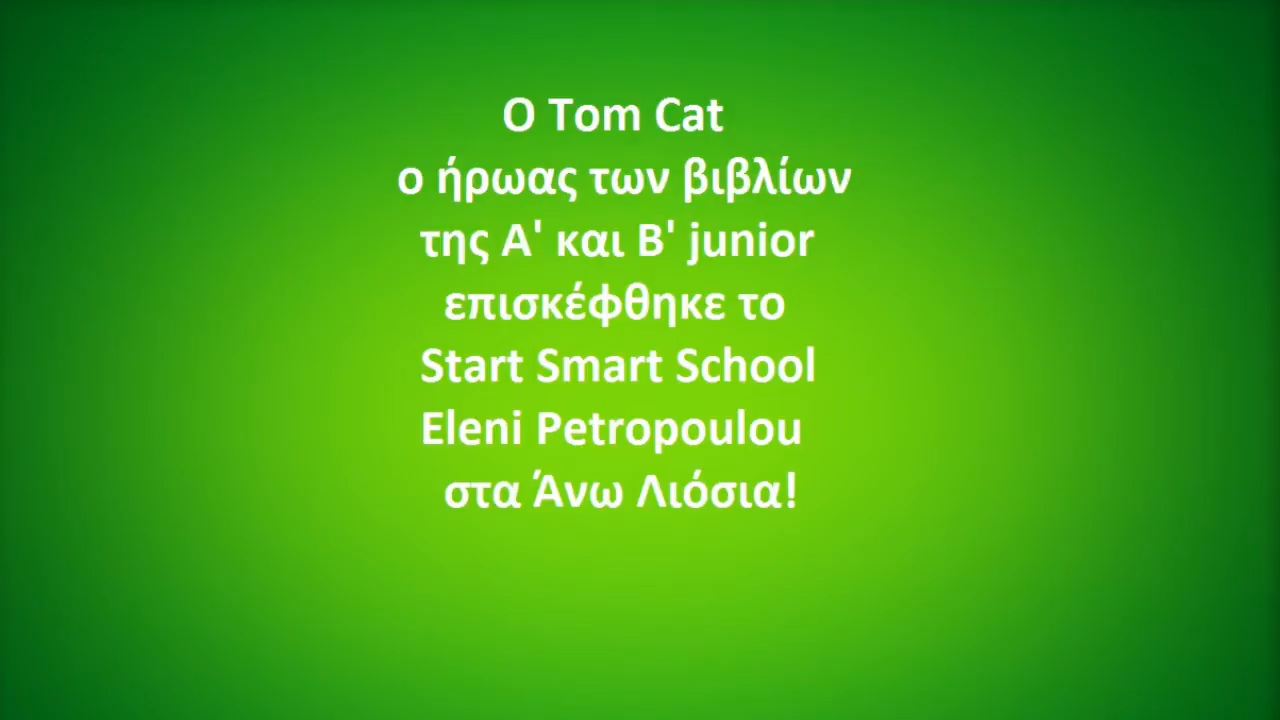 Ο Tom Cat
ο ήρωας των βιβλίων
της Α' και Β' junior
επισκέφθηκε το
Start Smart School
Eleni Petropoulou
στα Άνω Λιόσια!